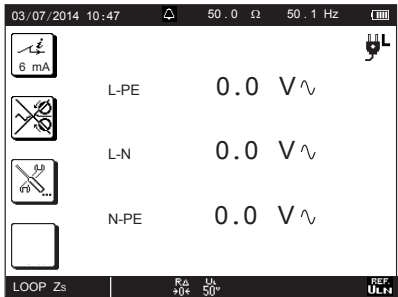 03/07/2014 10:47 50.0 Ω 50.1 Hz
L
6 mA
L-PE 0.0 V
L-N 0.0 V
...
N-PE 0.0 V
LOOP Zs RΔ UL REF.
→0← 50V ULN